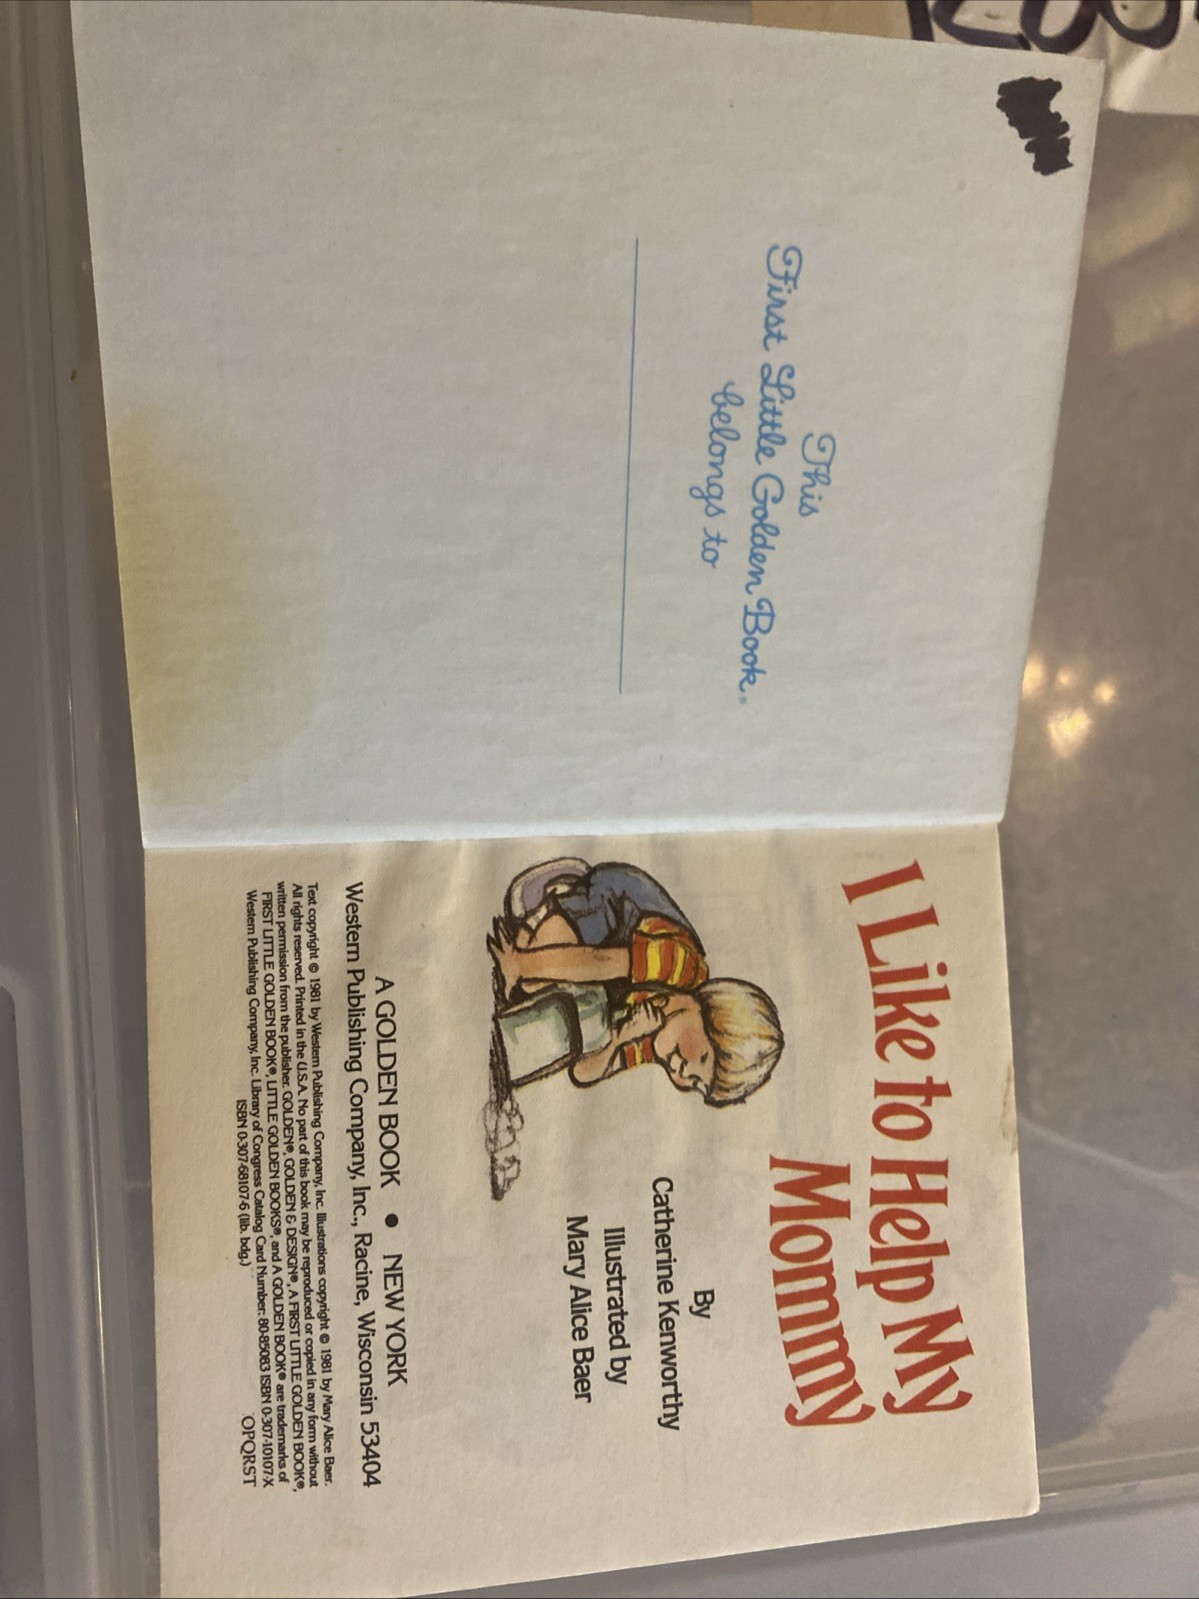 This
First Little Golden Book®
belongs to
I Like to Help My
Mommy
By
Catherine Kenworthy
Illustrated by
Mary Alice Baer
A GOLDEN BOOK ● NEW YORK
Western Publishing Company, Inc., Racine, Wisconsin 53404
Text copyright © 1981 by Western Publishing Company, Inc. Illustrations copyright © 1981 by Mary Alice Baer.
All rights reserved. Printed in the U.S.A. No part of this book may be reproduced or copied in any form without
written permission from the publisher. GOLDEN®, GOLDEN & DESIGN®, A FIRST LITTLE GOLDEN BOOK®,
FIRST LITTLE GOLDEN BOOK®, LITTLE GOLDEN BOOKS®, and A GOLDEN BOOK® are trademarks of
Western Publishing Company, Inc. Library of Congress Catalog Card Number: 80-85083 ISBN 0-307-10107-X
ISBN 0-307-68107-6 (lib. bdg.)
OPQRST